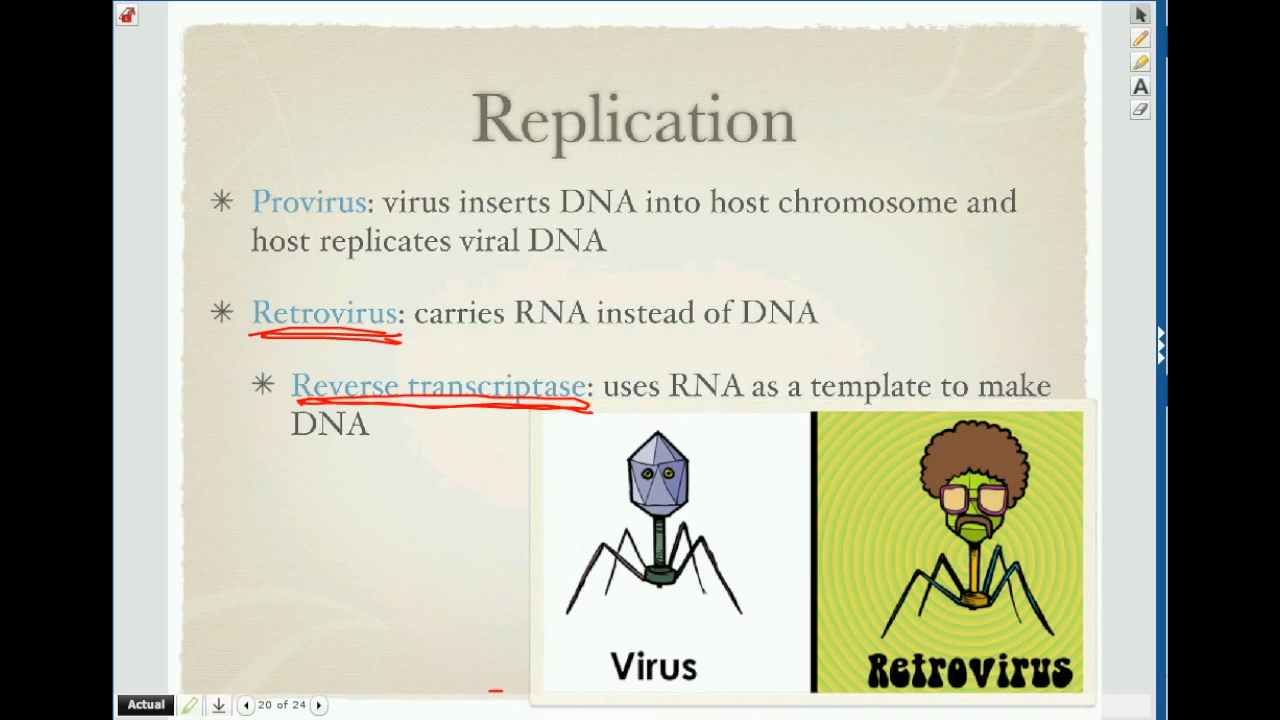 Replication
Provirus: virus inserts DNA into host chromosome and
host replicates viral DNA
Retrovirus: carries RNA instead of DNA
Reverse transcriptase: uses RNA as a template to make
DNA
Virus
Retrovirus
A
Actual
20 of 24